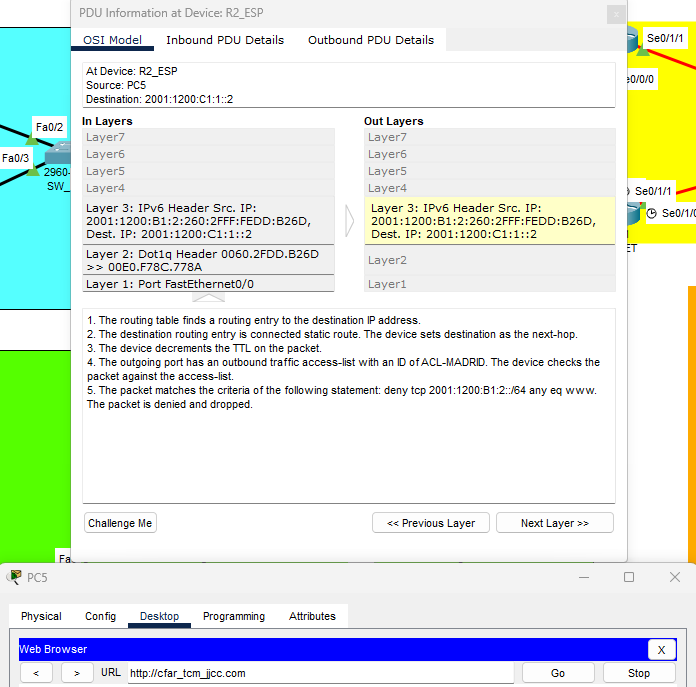 PDU Information at Device: R2_ESP
x
OSI Model
Inbound PDU Details
Outbound PDU Details
At Device: R2_ESP
Source: PC5
Destination: 2001:1200:C1:1::2
In Layers
Layer7
Layer6
Layer5
Layer4
Layer 3: IPv6 Header Src. IP:
2001:1200:B1:2:260:2FFF:FEDD:B26D,
Dest. IP: 2001:1200:C1:1::2
Layer 2: Dot1q Header 0060.2FDD.B26D
>> 00E0.F78C.778A
Layer 1: Port FastEthernet0/0
Out Layers
Layer7
Layer6
Layer5
Layer4
Layer 3: IPv6 Header Src. IP:
2001:1200:B1:2:260:2FFF:FEDD:B26D,
Dest. IP: 2001:1200:C1:1::2
Layer2
Layer1
1. The routing table finds a routing entry to the destination IP address.
2. The destination routing entry is connected static route. The device sets destination as the next-hop.
3. The device decrements the TTL on the packet.
4. The outgoing port has an outbound traffic access-list with an ID of ACL-MADRID. The device checks the
packet against the access-list.
5. The packet matches the criteria of the following statement: deny tcp 2001:1200:B1:2::/64 any eq www.
The packet is denied and dropped.
Challenge Me
<< Previous Layer
Next Layer >>
Fa0/2
Fa0/3
2960-
SW_
Fa
Se0/1/1
e0/0/0
Se0/1/1
Se0/1/0
ET
PC5
Physical
Config
Desktop
Programming
Attributes
Web Browser
X
<
>
URL
http://cfar_tcm_jjcc.com
Go
Stop